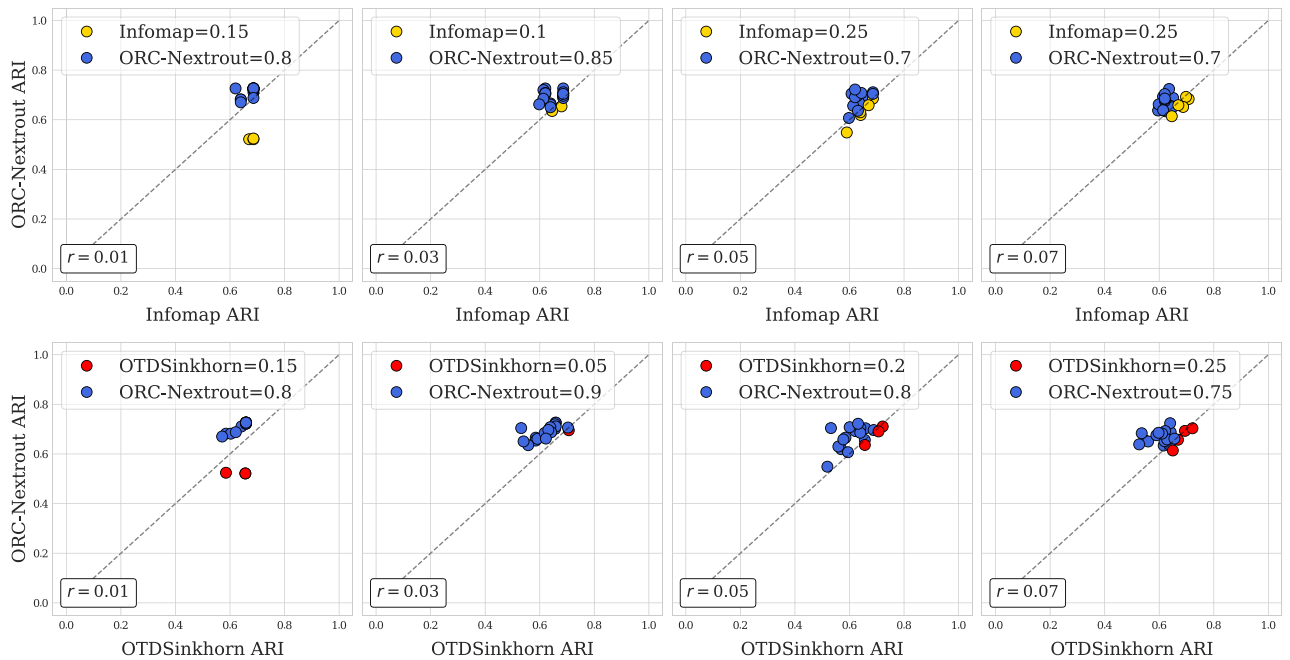 1.0
0.8
0.6
0.4
0.2
0.0
ORC-Nextrout ARI
Infomap=0.15
ORC-Nextrout=0.8
r = 0.01
0.0 0.2 0.4 0.6 0.8 1.0
Infomap ARI
Infomap=0.1
ORC-Nextrout=0.85
r = 0.03
0.0 0.2 0.4 0.6 0.8 1.0
Infomap ARI
Infomap=0.25
ORC-Nextrout=0.7
r = 0.05
0.0 0.2 0.4 0.6 0.8 1.0
Infomap ARI
Infomap=0.25
ORC-Nextrout=0.7
r = 0.07
0.0 0.2 0.4 0.6 0.8 1.0
Infomap ARI
1.0
0.8
0.6
0.4
0.2
0.0
ORC-Nextrout ARI
OTDSinkhorn=0.15
ORC-Nextrout=0.8
r = 0.01
0.0 0.2 0.4 0.6 0.8 1.0
OTDSinkhorn ARI
OTDSinkhorn=0.05
ORC-Nextrout=0.9
r = 0.03
0.0 0.2 0.4 0.6 0.8 1.0
OTDSinkhorn ARI
OTDSinkhorn=0.2
ORC-Nextrout=0.8
r = 0.05
0.0 0.2 0.4 0.6 0.8 1.0
OTDSinkhorn ARI
OTDSinkhorn=0.25
ORC-Nextrout=0.75
r = 0.07
0.0 0.2 0.4 0.6 0.8 1.0
OTDSinkhorn ARI